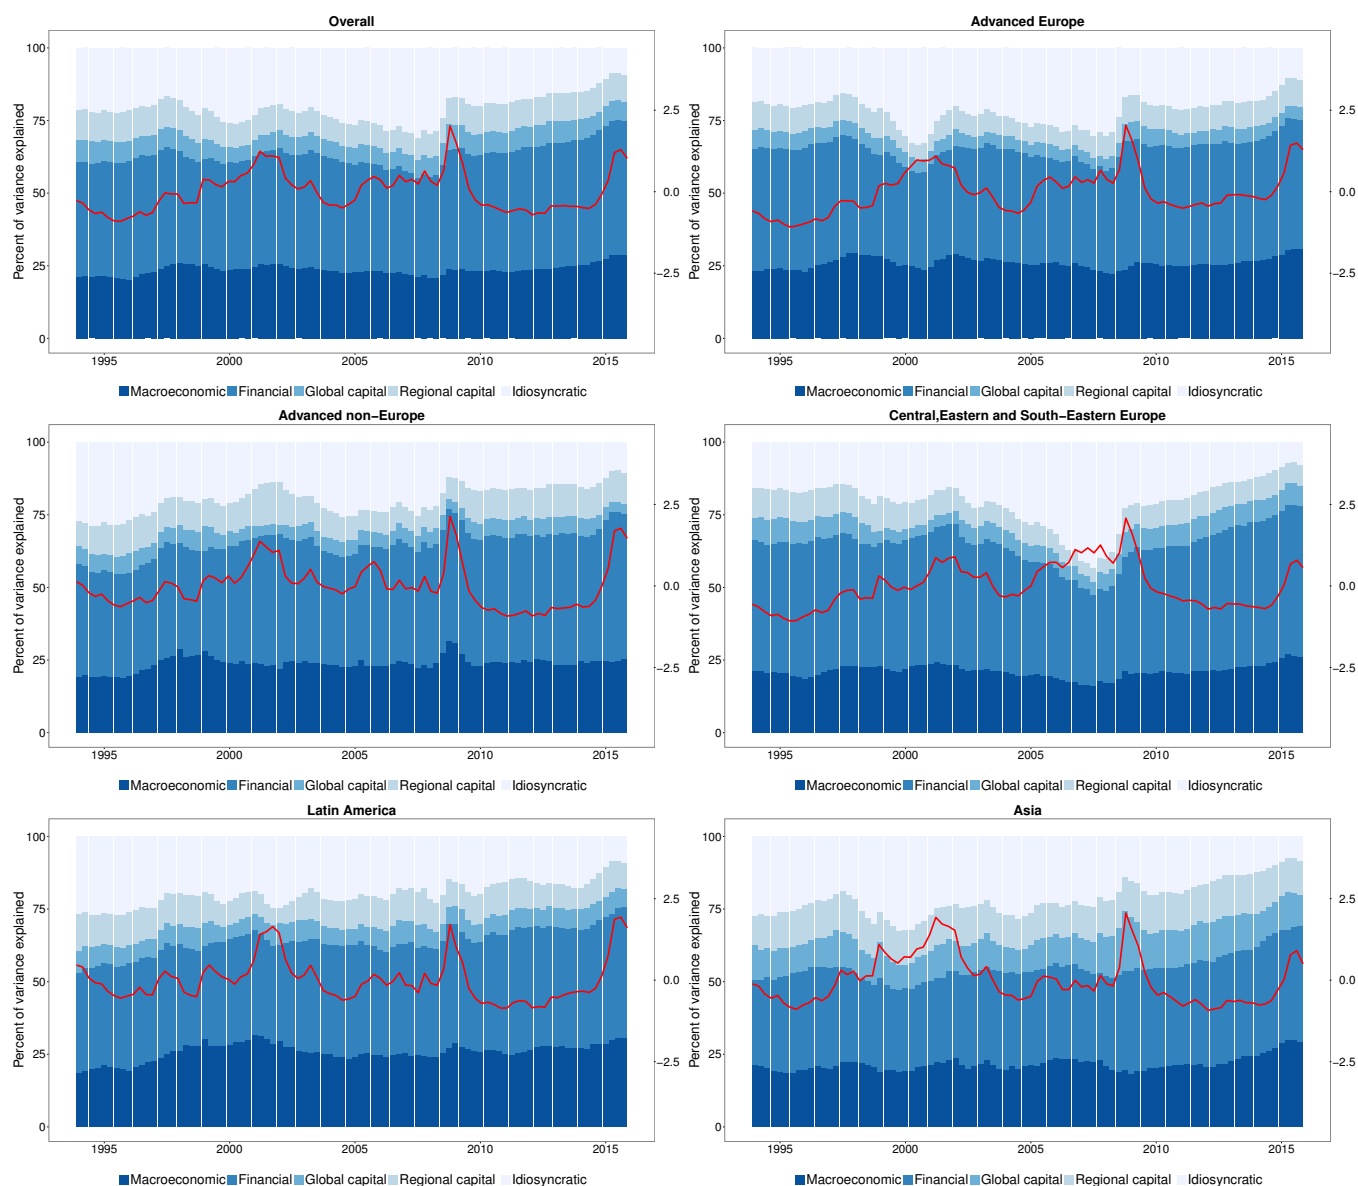 Overall
Percent of variance explained
100
75
50
25
0
2.5
0.0
−2.5
1995 2000 2005 2010 2015
Macroeconomic Financial Global capital Regional capital Idiosyncratic
Advanced Europe
Percent of variance explained
100
75
50
25
0
2.5
0.0
−2.5
1995 2000 2005 2010 2015
Macroeconomic Financial Global capital Regional capital Idiosyncratic
Advanced non−Europe
Percent of variance explained
100
75
50
25
0
2.5
0.0
−2.5
1995 2000 2005 2010 2015
Macroeconomic Financial Global capital Regional capital Idiosyncratic
Central,Eastern and South−Eastern Europe
Percent of variance explained
100
75
50
25
0
2.5
0.0
−2.5
1995 2000 2005 2010 2015
Macroeconomic Financial Global capital Regional capital Idiosyncratic
Latin America
Percent of variance explained
100
75
50
25
0
2.5
0.0
−2.5
1995 2000 2005 2010 2015
Macroeconomic Financial Global capital Regional capital Idiosyncratic
Asia
Percent of variance explained
100
75
50
25
0
2.5
0.0
−2.5
1995 2000 2005 2010 2015
Macroeconomic Financial Global capital Regional capital Idiosyncratic